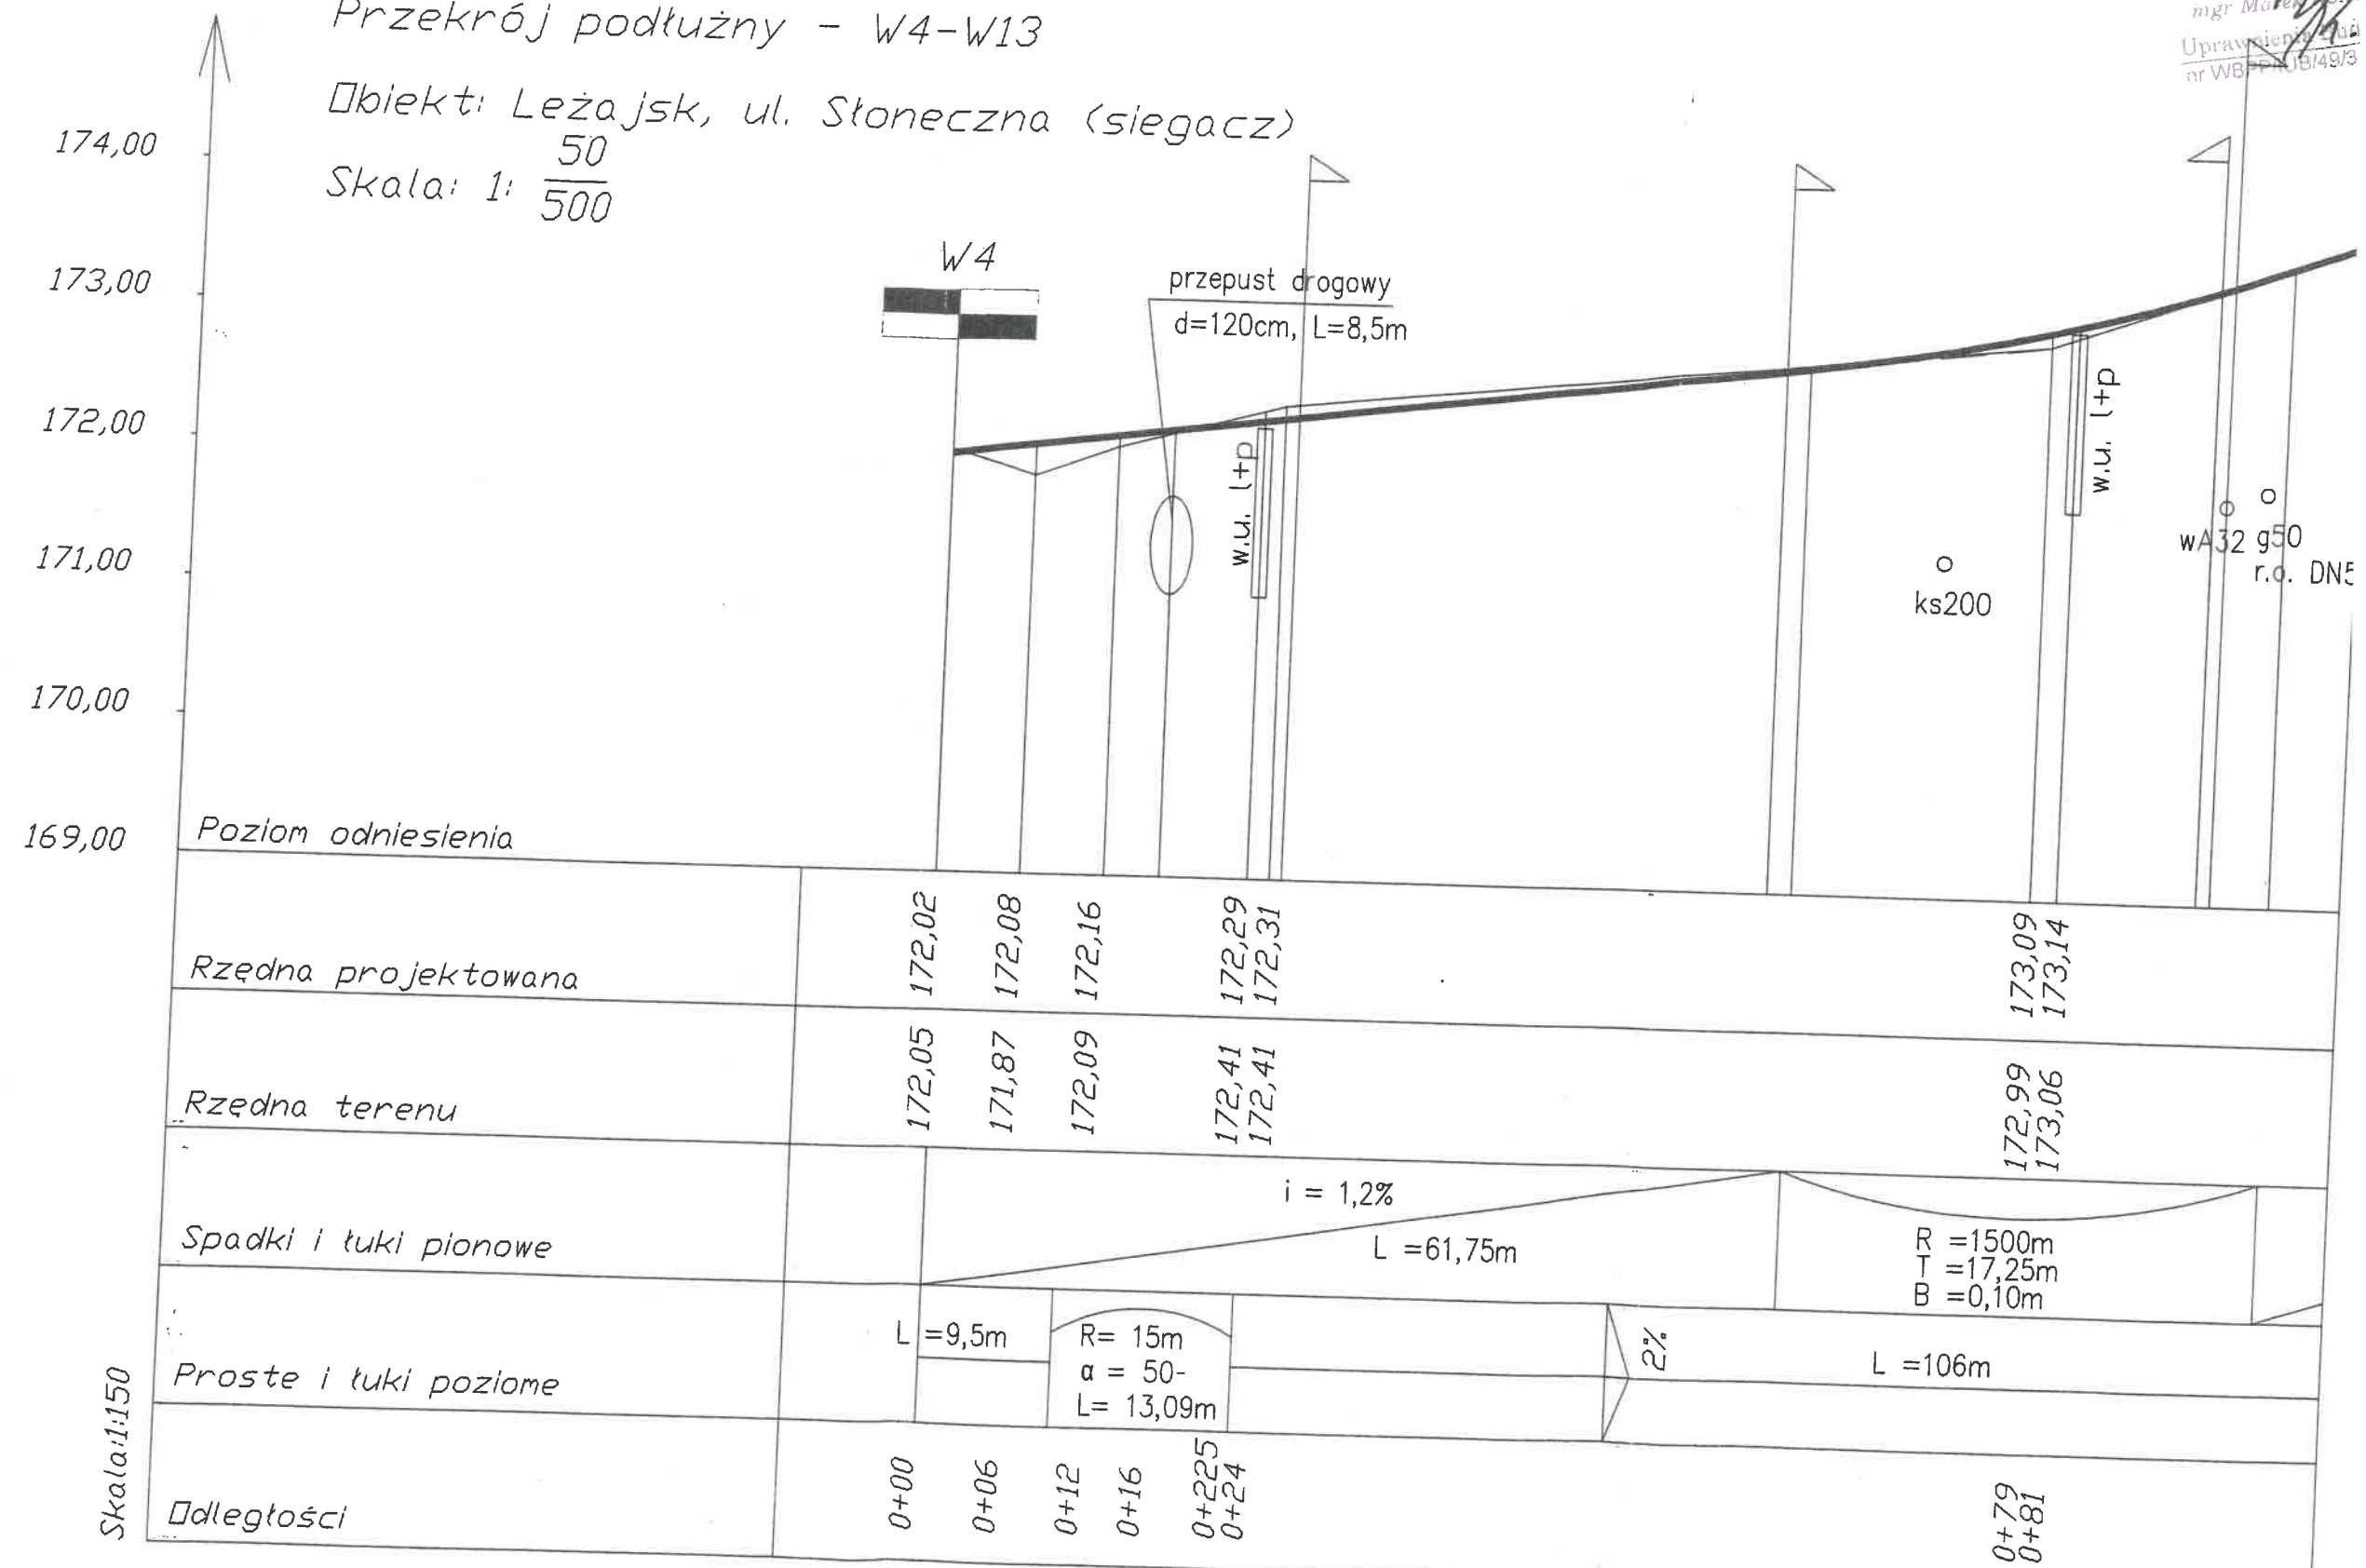 Przekrój podłużny - W4-W13
Obiekt: Leżajsk, ul. Słoneczna (siegacz)
Skala: 1: 50
500
mgr
nr
174,00
173,00
172,00
171,00
170,00
169,00
W4
przepust drogowy
d=120cm, L=8,5m
w.u. l+p
w.u. l+p
ks200
wA32 g50
r.o.
Poziom odniesienia
Rzędna projektowana
172,02
172,08
172,16
172,29
172,31
173,09
173,14
Rzędna terenu
172,05
171,87
172,09
172,41
172,41
172,99
173,06
Spadki i łuki pionowe
i = 1,2%
L =61,75m
R =1500m
T =17,25m
B =0,10m
Proste i łuki poziome
L =9,5m
R= 15m
α = 50-
L= 13,09m
2%
L =106m
Odległości
0+00
0+06
0+12
0+16
0+225
0+24
0+79
0+81
Skala:1:150